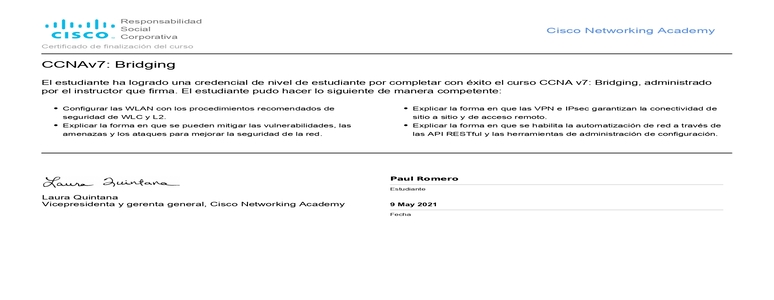 CISCO
Responsabilidad
Social
Corporativa
Cisco Networking Academy
Certificado de finalización del curso
CCNAv7: Bridging
El estudiante ha logrado una credencial de nivel de estudiante por completar con éxito el curso CCNA v7: Bridging, administrado
por el instructor que firma. El estudiante pudo hacer lo siguiente de manera competente:
• Configurar las WLAN con los procedimientos recomendados de
seguridad de WLC y L2.
• Explicar la forma en que se pueden mitigar las vulnerabilidades, las
amenazas y los ataques para mejorar la seguridad de la red.
• Explicar la forma en que las VPN e IPsec garantizan la conectividad de
sitio a sitio y de acceso remoto.
• Explicar la forma en que se habilita la automatización de red a través de
las API RESTful y las herramientas de administración de configuración.
Laura Quintana
Laura Quintana
Vicepresidenta y gerenta general, Cisco Networking Academy
Paul Romero
Estudiante
9 May 2021
Fecha